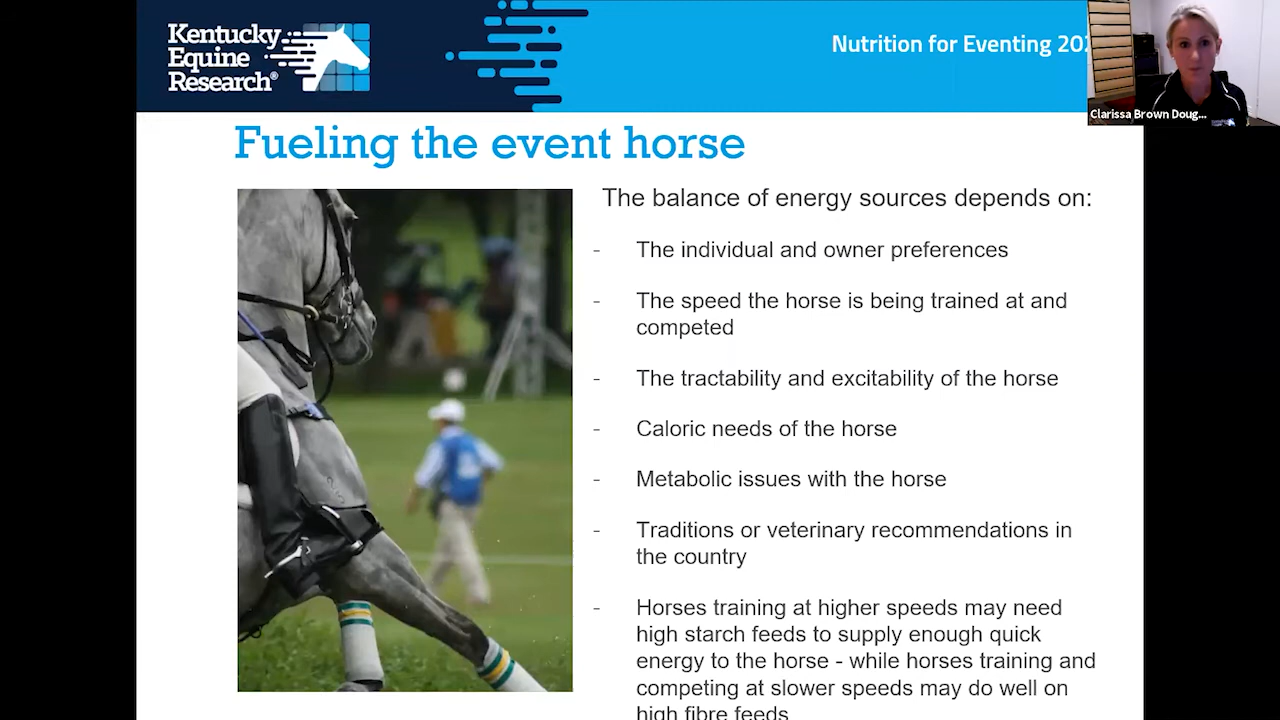 Kentucky
Equine
Research®
Nutrition for Eventing
Clarissa Brown Doug...
Fueling the event horse
The balance of energy sources depends on:
- The individual and owner preferences
- The speed the horse is being trained at and
competed
- The tractability and excitability of the horse
- Caloric needs of the horse
- Metabolic issues with the horse
- Traditions or veterinary recommendations in
the country
- Horses training at higher speeds may need
high starch feeds to supply enough quick
energy to the horse - while horses training and
competing at slower speeds may do well on
high fibre feeds